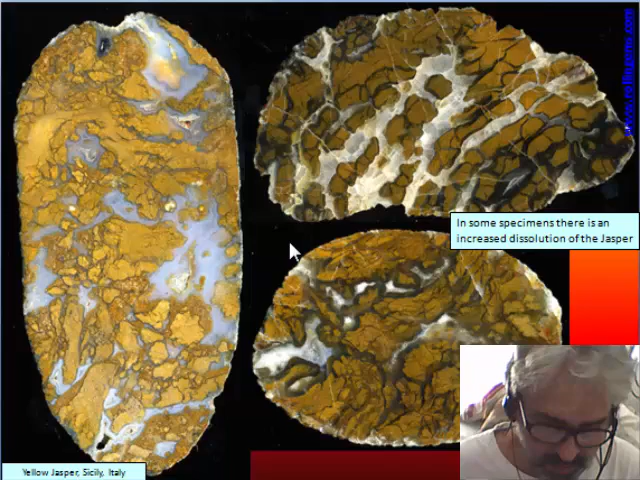 In some specimens there is an
increased dissolution of the Jasper
Yellow Jasper, Sicily, Italy